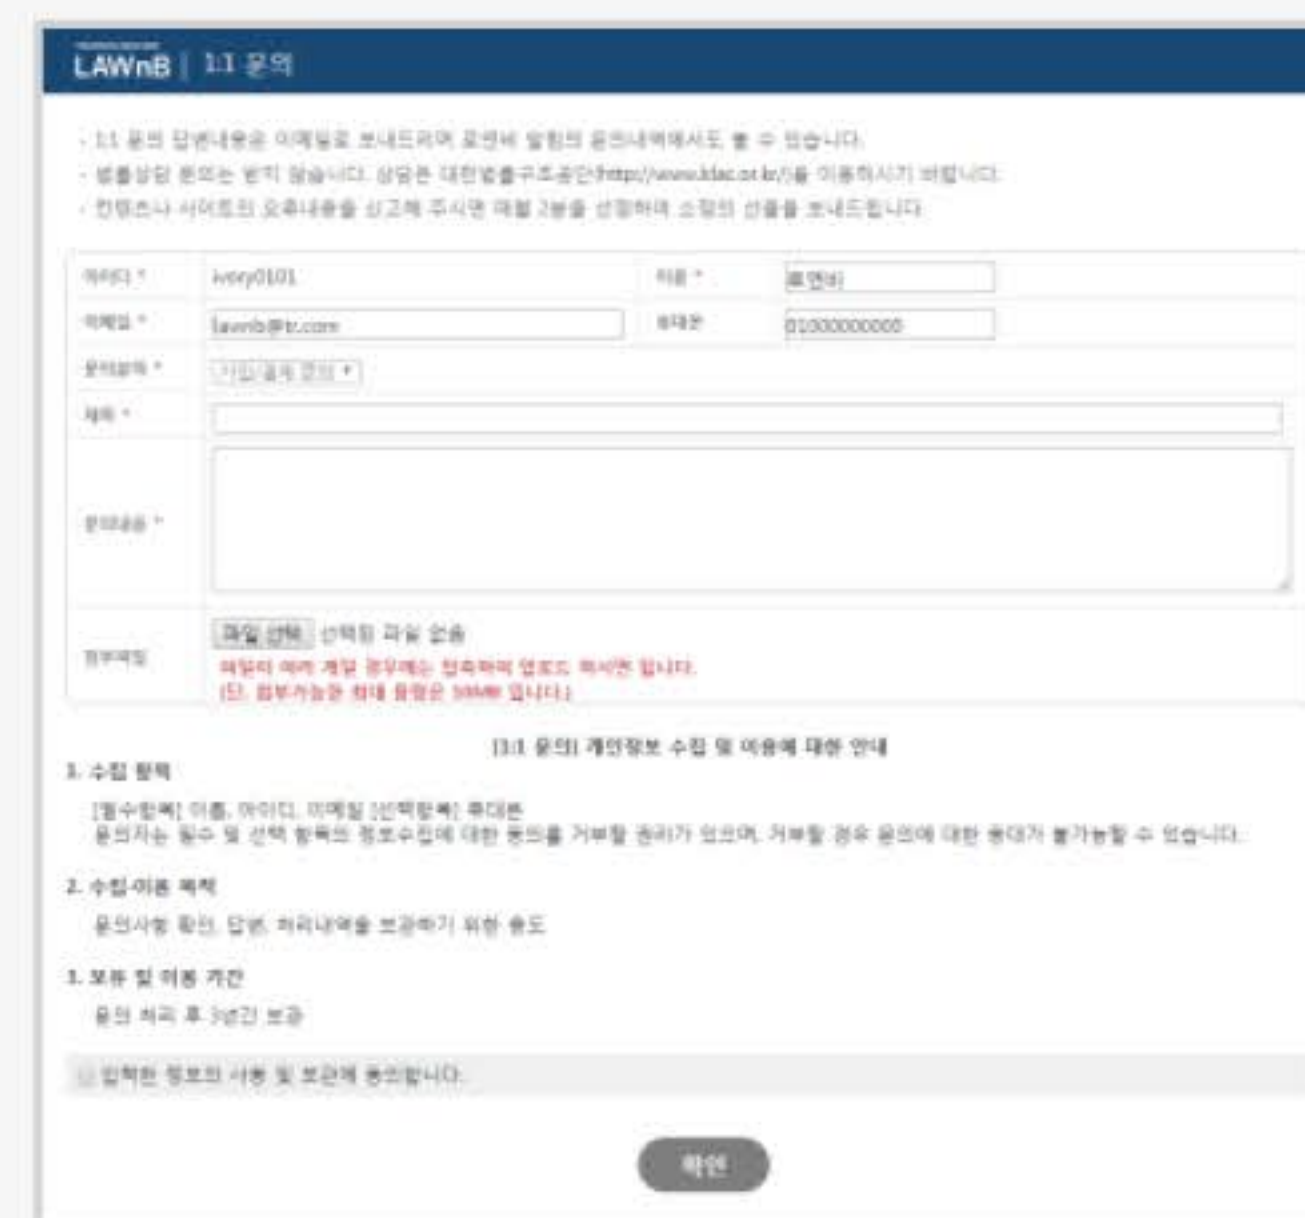 LAWnB | 1:1 문의
- 1:1 문의 답변내용은 이메일로 보내드리며 로앤비 알림의 문의내역에서도 볼 수 있습니다.
- 법률상담 문의는 받지 않습니다. 상담은 대한법률구조공단(http://www.klac.or.kr/)을 이용하시기 바랍니다.
- 컨텐츠나 사이트의 오류내용을 신고해 주시면 매월 2분을 선정하여 소정의 선물을 보내드립니다.
아이디 * ivory0101 이름 * 로앤비
이메일 * lawnb@tr.com 휴대폰 01000000000
문의분야 * 가입/결제 문의
제목 *
문의내용 *
첨부파일 파일 선택 선택된 파일 없음
파일이 여러 개일 경우에는 압축하여 업로드 하시면 됩니다.
(단, 첨부가능한 최대 용량은 50MB 입니다.)
[1:1 문의] 개인정보 수집 및 이용에 대한 안내
1. 수집 항목
[필수항목] 이름, 아이디, 이메일 [선택항목] 휴대폰
문의자는 필수 및 선택 항목의 정보수집에 대한 동의를 거부할 권리가 있으며, 거부할 경우 문의에 대한 응대가 불가능할 수 있습니다.
2. 수집·이용 목적
문의사항 확인, 답변, 처리내역을 보관하기 위한 용도
3. 보유 및 이용 기간
문의 처리 후 3년간 보관
입력한 정보의 사용 및 보관에 동의합니다.
확인